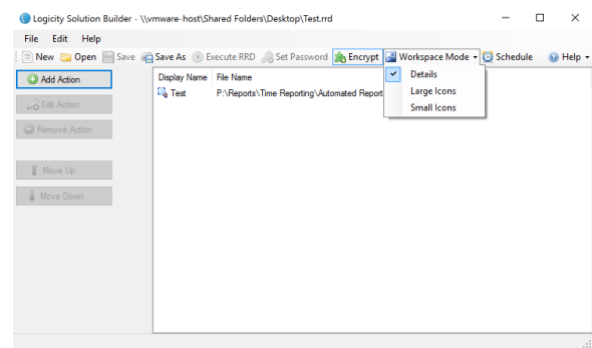 Logicity Solution Builder - \\vmware-host\Shared Folders\Desktop\Test.rrd
File Edit Help
New Open Save Save As Execute RRD Set Password Encrypt Workspace Mode Schedule Help
Add Action
Edit Action
Remove Action
Move Up
Move Down
Display Name File Name
Test P:\Reports\Time Reporting\Automated Report
Details
Large Icons
Small Icons